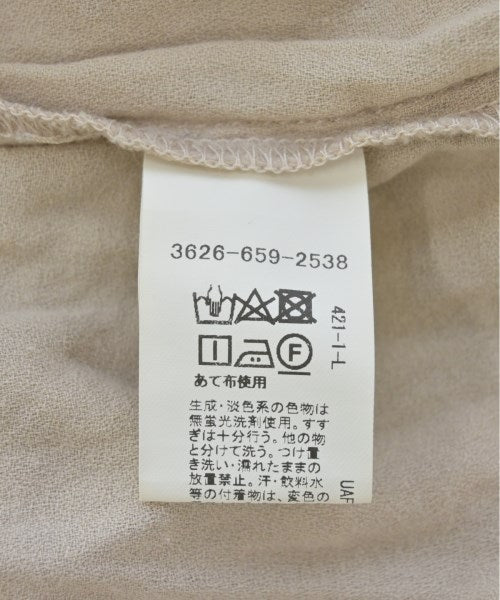 3626-659-2538
F
あて布使用
生成・淡色系の色物は
無蛍光洗剤使用。すす
ぎは十分行う。他の物
と分けて洗う。つけ置
き洗い・濡れたままの
放置禁止。汗・飲料水
等の付着物は、変色の
421-1-L
UAF